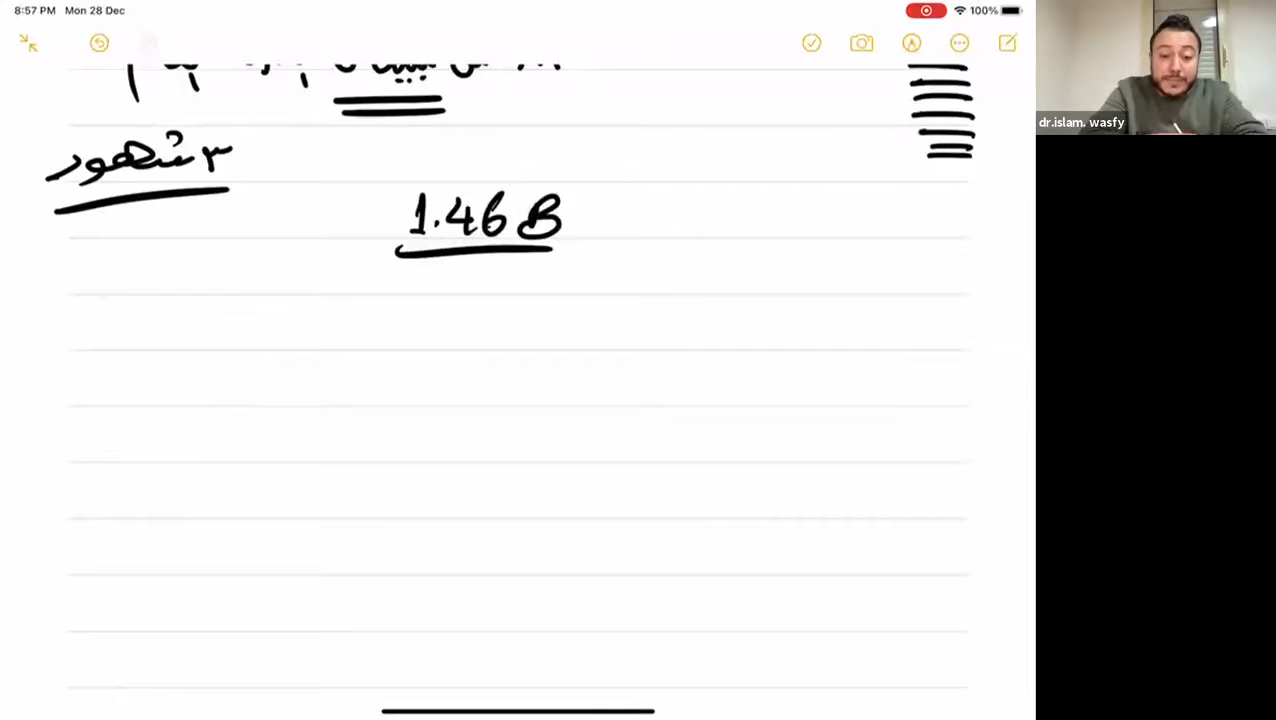 8:57 PM Mon 28 Dec
100%
dr.islam. wasfy
٣ شهور
1.46 B